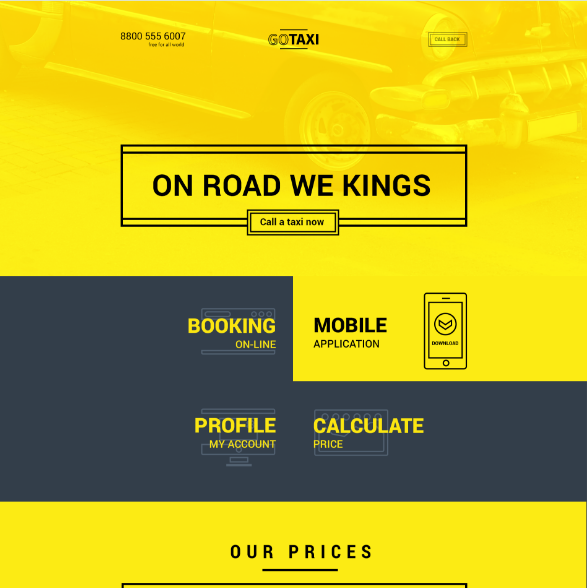 8800 555 6007
free for all world
GOTAXI
CALL BACK
ON ROAD WE KINGS
Call a taxi now
BOOKING
ON-LINE
MOBILE
APPLICATION
DOWNLOAD
PROFILE
MY ACCOUNT
CALCULATE
PRICE
OUR PRICES